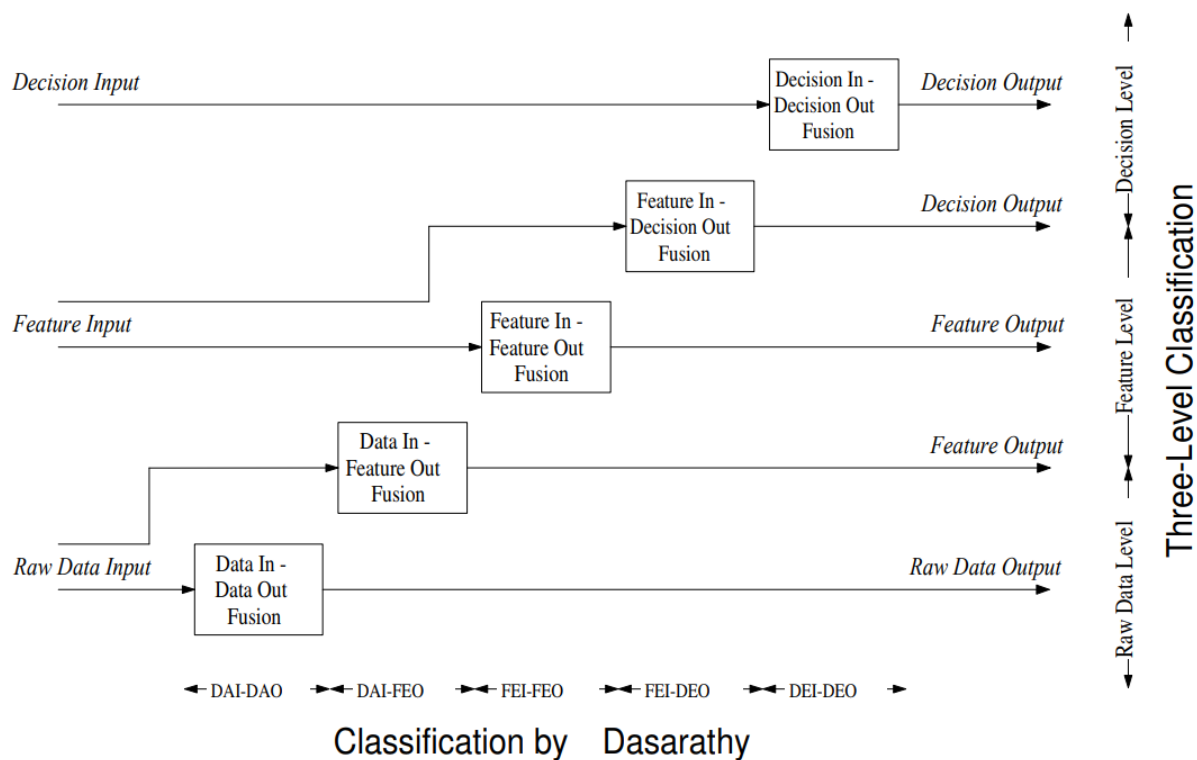 Decision Input
Decision In -
Decision Out
Fusion
Decision Output
Feature In -
Decision Out
Fusion
Decision Output
Feature Input
Feature In -
Feature Out
Fusion
Feature Output
Data In -
Feature Out
Fusion
Feature Output
Raw Data Input
Data In -
Data Out
Fusion
Raw Data Output
Decision Level
Feature Level
Raw Data Level
Three-Level Classification
DAI-DAO
DAI-FEO
FEI-FEO
FEI-DEO
DEI-DEO
Classification by Dasarathy